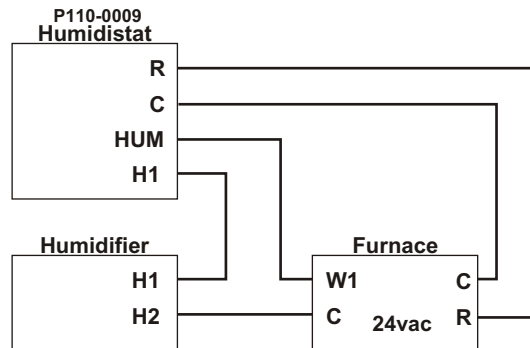 P110-0009
Humidistat
R
C
HUM
H1
Humidifier
H1
H2
Furnace
W1
C
C
24vac
R